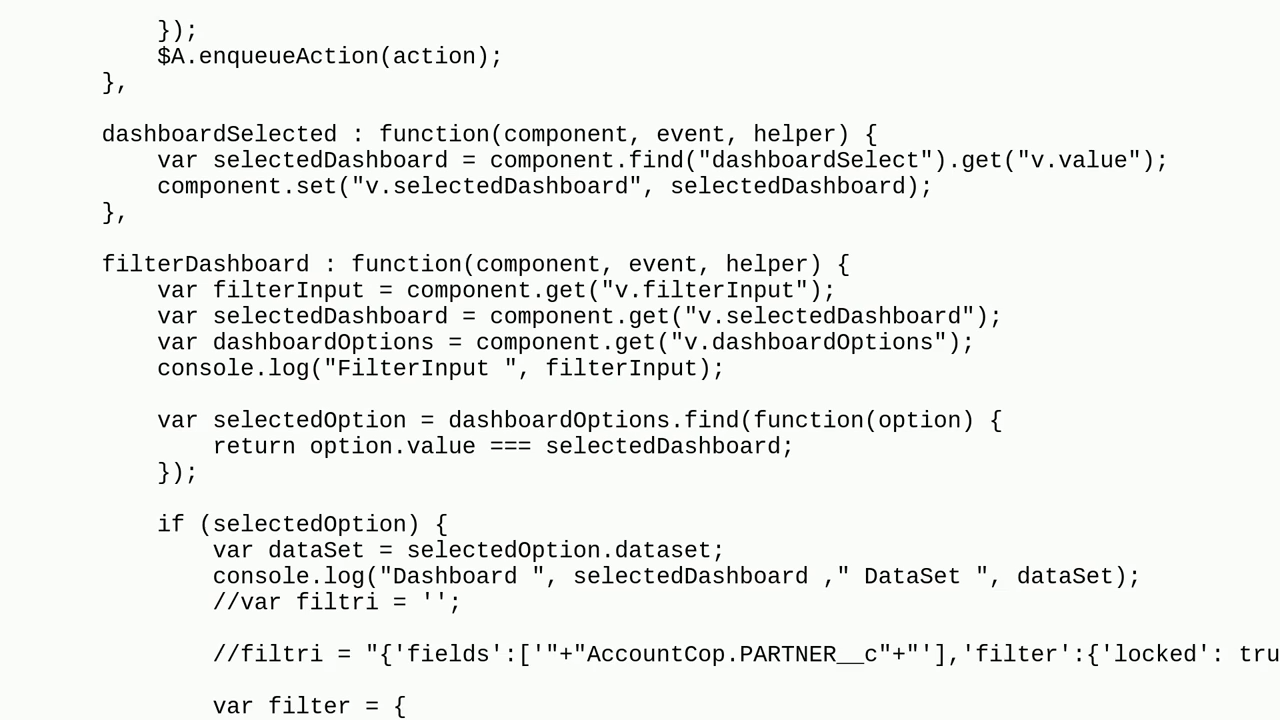 });
$A.enqueueAction(action);
},
dashboardSelected : function(component, event, helper) {
var selectedDashboard = component.find("dashboardSelect").get("v.value");
component.set("v.selectedDashboard", selectedDashboard);
},
filterDashboard : function(component, event, helper) {
var filterInput = component.get("v.filterInput");
var selectedDashboard = component.get("v.selectedDashboard");
var dashboardOptions = component.get("v.dashboardOptions");
console.log("FilterInput ", filterInput);
var selectedOption = dashboardOptions.find(function(option) {
return option.value === selectedDashboard;
});
if (selectedOption) {
var dataSet = selectedOption.dataset;
console.log("Dashboard ", selectedDashboard ," DataSet ", dataSet);
//var filtri = '';
//filtri = "{'fields':['"+"AccountCop.PARTNER__c"+"'],'filter':{'locked': tru
var filter = {